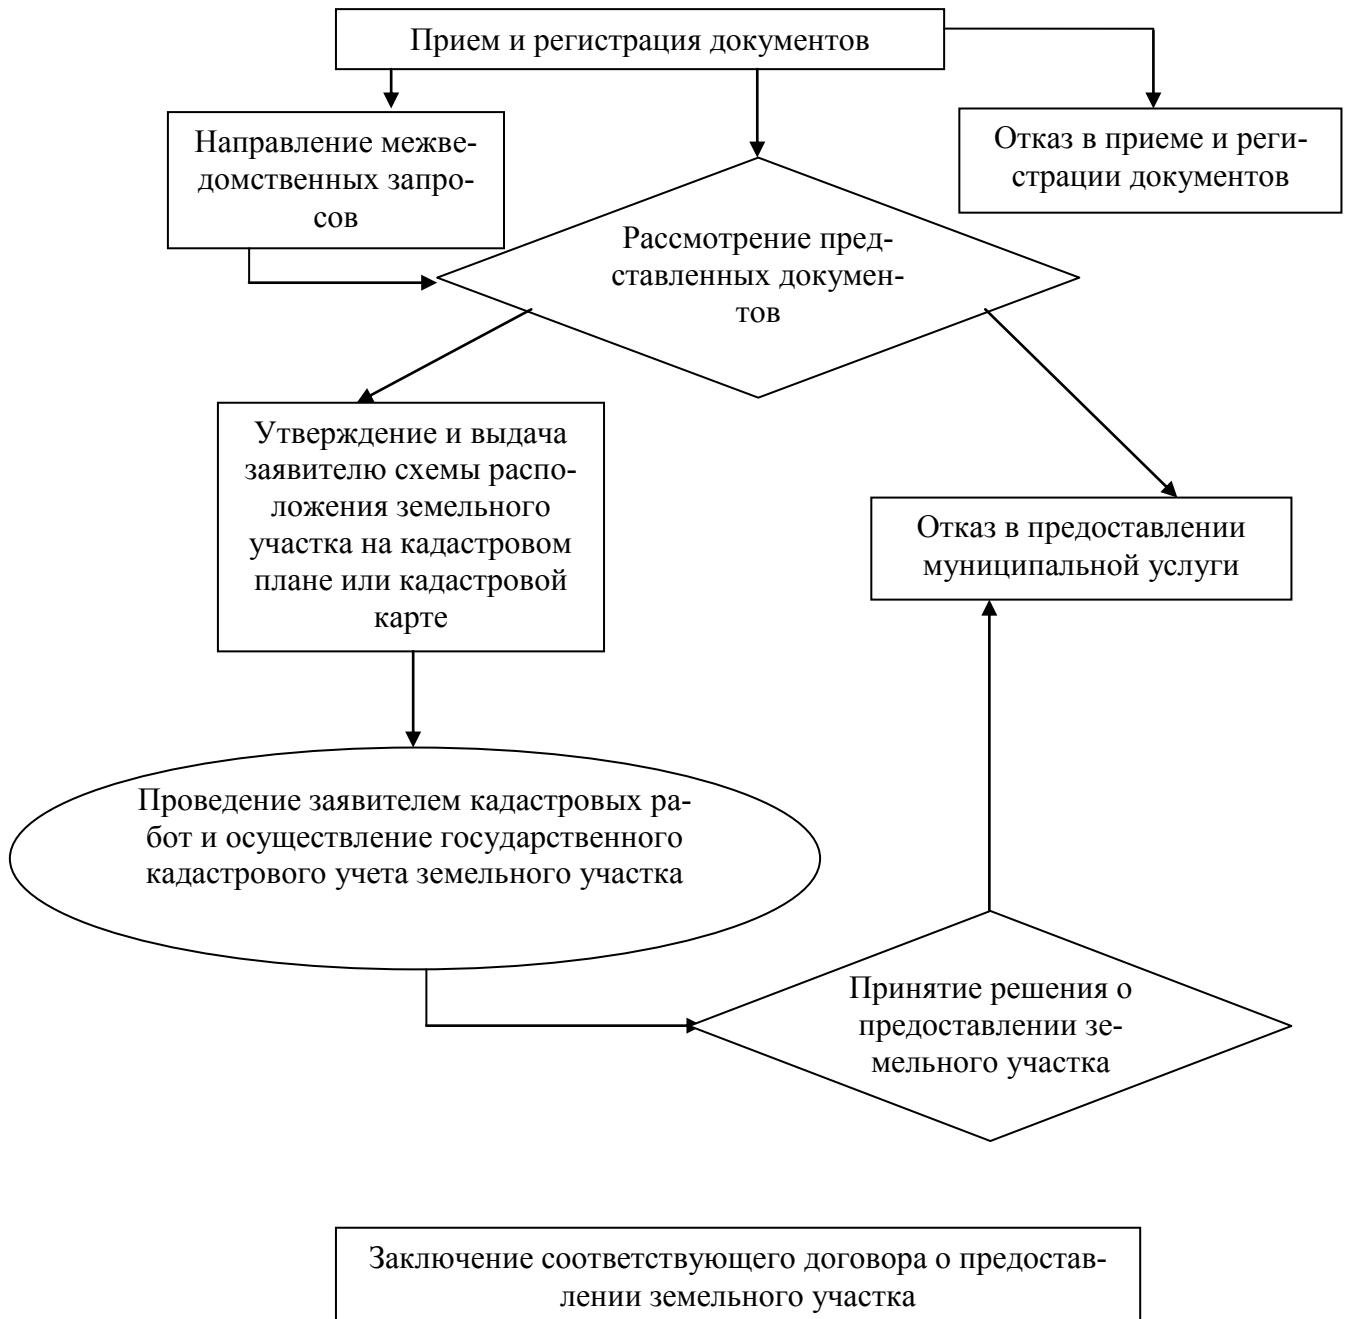 Прием и регистрация документов
Направление межве-
домственных запро-
сов
Отказ в приеме и реги-
страции документов
Рассмотрение пред-
ставленных докумен-
тов
Утверждение и выдача
заявителю схемы распо-
ложения земельного
участка на кадастровом
плане или кадастровой
карте
Отказ в предоставлении
муниципальной услуги
Проведение заявителем кадастровых ра-
бот и осуществление государственного
кадастрового учета земельного участка
Принятие решения о
предоставлении зе-
мельного участка
Заключение соответствующего договора о предостав-
лении земельного участка